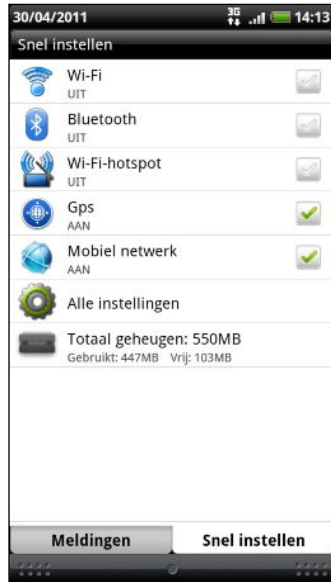 30/04/2011 3G 14:13
Snel instellen
Wi-Fi
UIT
Bluetooth
UIT
Wi-Fi-hotspot
UIT
Gps
AAN
Mobiel netwerk
AAN
Alle instellingen
Totaal geheugen: 550MB
Gebruikt: 447MB Vrij: 103MB
Meldingen Snel instellen